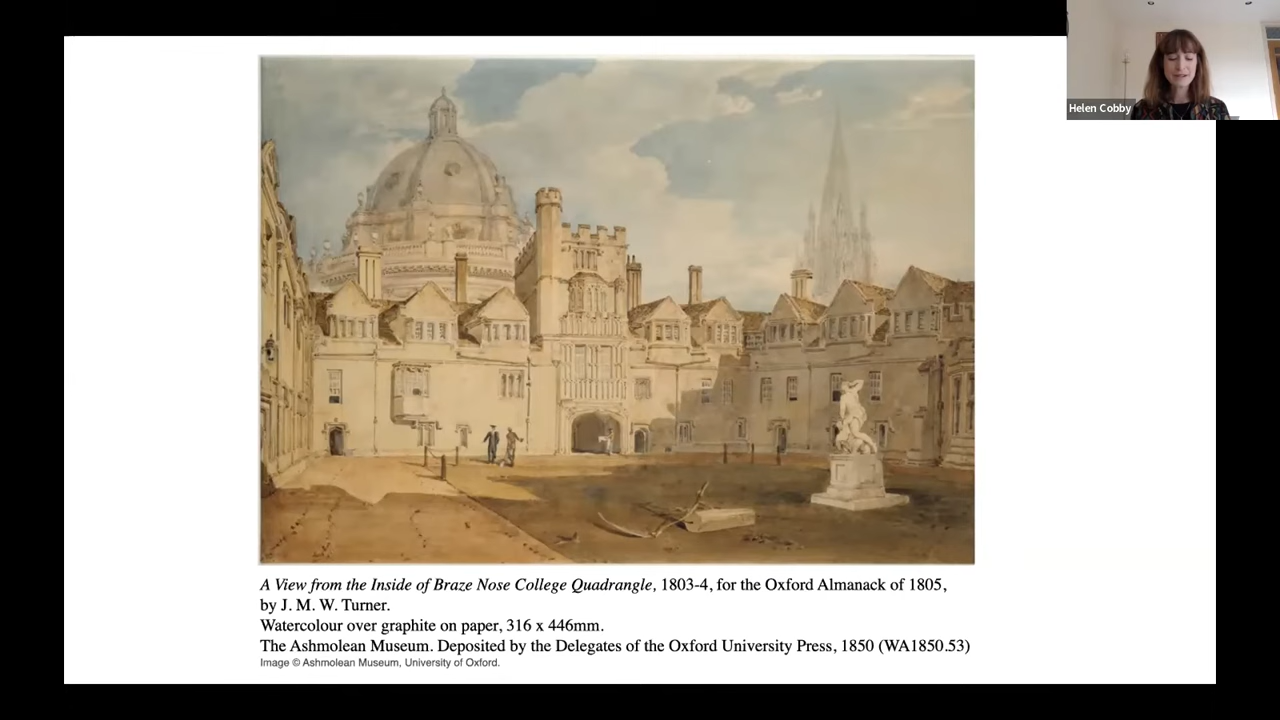 Helen Cobby
A View from the Inside of Braze Nose College Quadrangle, 1803-4, for the Oxford Almanack of 1805,
by J. M. W. Turner.
Watercolour over graphite on paper, 316 x 446mm.
The Ashmolean Museum. Deposited by the Delegates of the Oxford University Press, 1850 (WA1850.53)
Image © Ashmolean Museum, University of Oxford.